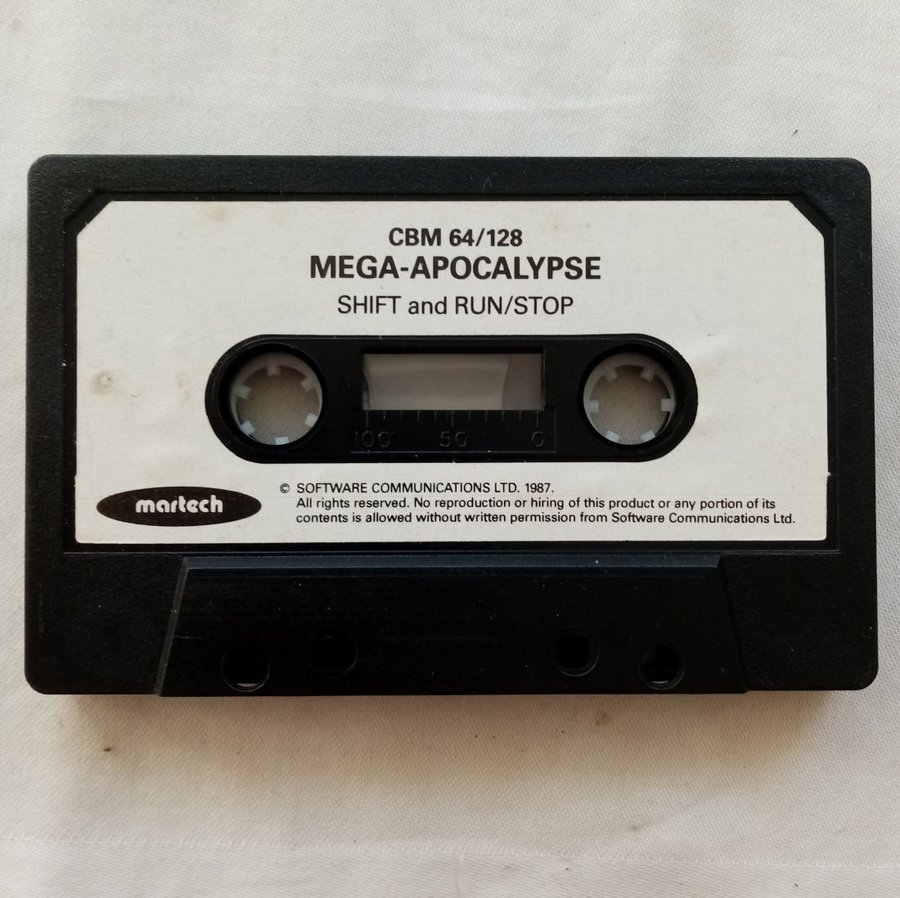 CBM 64/128
MEGA-APOCALYPSE
SHIFT and RUN/STOP
100 50 0
martech
© SOFTWARE COMMUNICATIONS LTD. 1987.
All rights reserved. No reproduction or hiring of this product or any portion of its
contents is allowed without written permission from Software Communications Ltd.